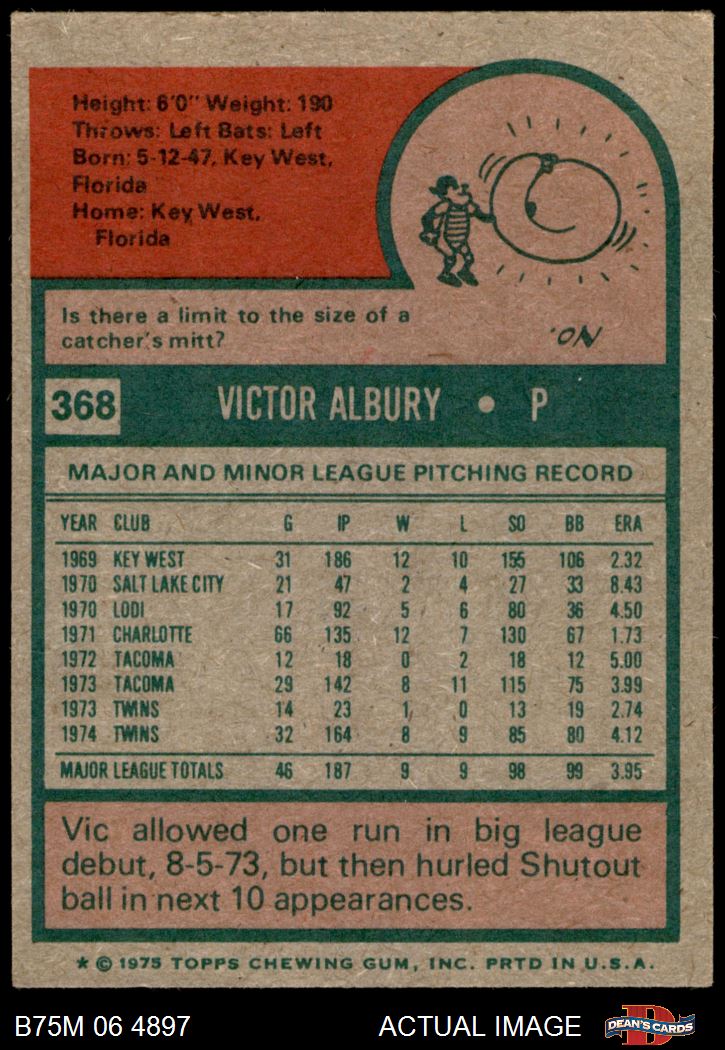 Height: 6'0" Weight: 190
Throws: Left Bats: Left
Born: 5-12-47, Key West,
Florida
Home: Key West,
Florida
Is there a limit to the size of a
catcher's mitt?
No.
368 VICTOR ALBURY • P
MAJOR AND MINOR LEAGUE PITCHING RECORD
YEAR CLUB G IP W L SO BB ERA
1969 KEY WEST 31 186 12 10 155 106 2.32
1970 SALT LAKE CITY 21 47 2 4 27 33 8.43
1970 LODI 17 92 5 6 80 36 4.50
1971 CHARLOTTE 66 135 12 7 130 67 1.73
1972 TACOMA 12 18 0 2 18 12 5.00
1973 TACOMA 29 142 8 11 115 75 3.99
1973 TWINS 14 23 1 0 13 19 2.74
1974 TWINS 32 164 8 9 85 80 4.12
MAJOR LEAGUE TOTALS 46 187 9 9 98 99 3.95
Vic allowed one run in big league
debut, 8-5-73, but then hurled Shutout
ball in next 10 appearances.
* © 1975 TOPPS CHEWING GUM, INC. PRTD IN U.S.A.
B75M 06 4897 ACTUAL IMAGE DEAN'S CARDS